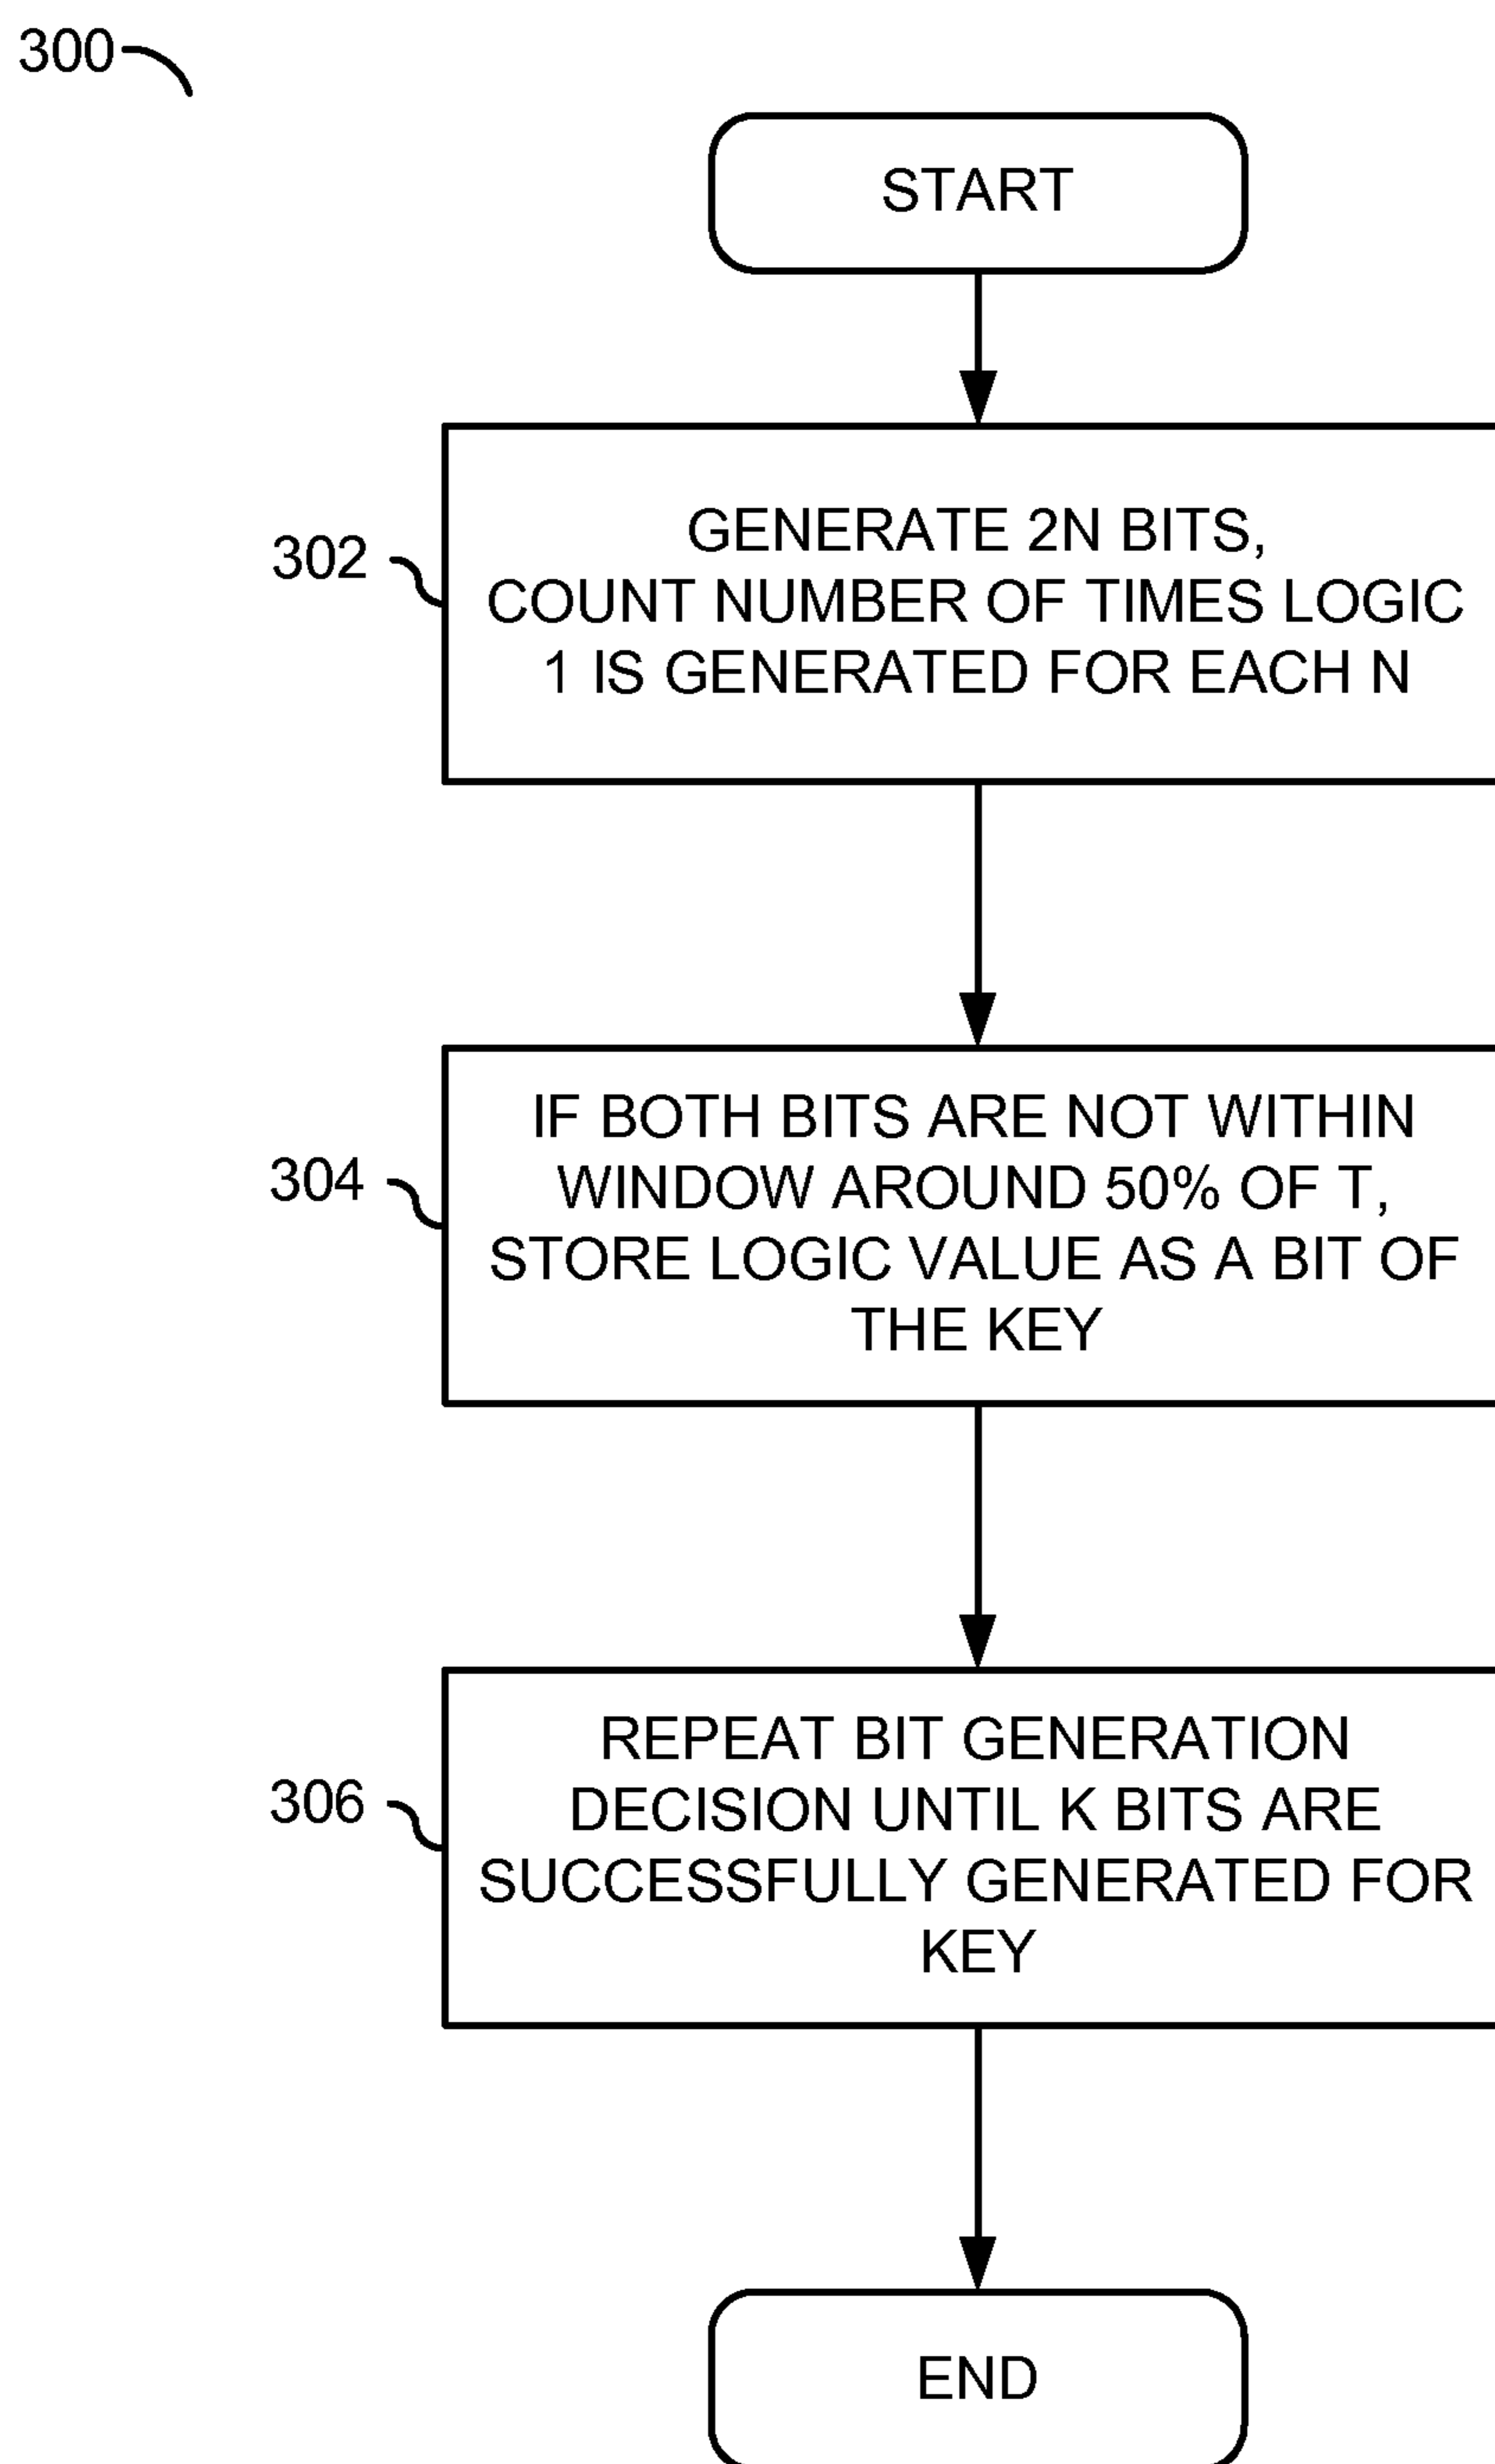 300
START
302
GENERATE 2N BITS,
COUNT NUMBER OF TIMES LOGIC
1 IS GENERATED FOR EACH N
304
IF BOTH BITS ARE NOT WITHIN
WINDOW AROUND 50% OF T,
STORE LOGIC VALUE AS A BIT OF
THE KEY
306
REPEAT BIT GENERATION
DECISION UNTIL K BITS ARE
SUCCESSFULLY GENERATED FOR
KEY
END